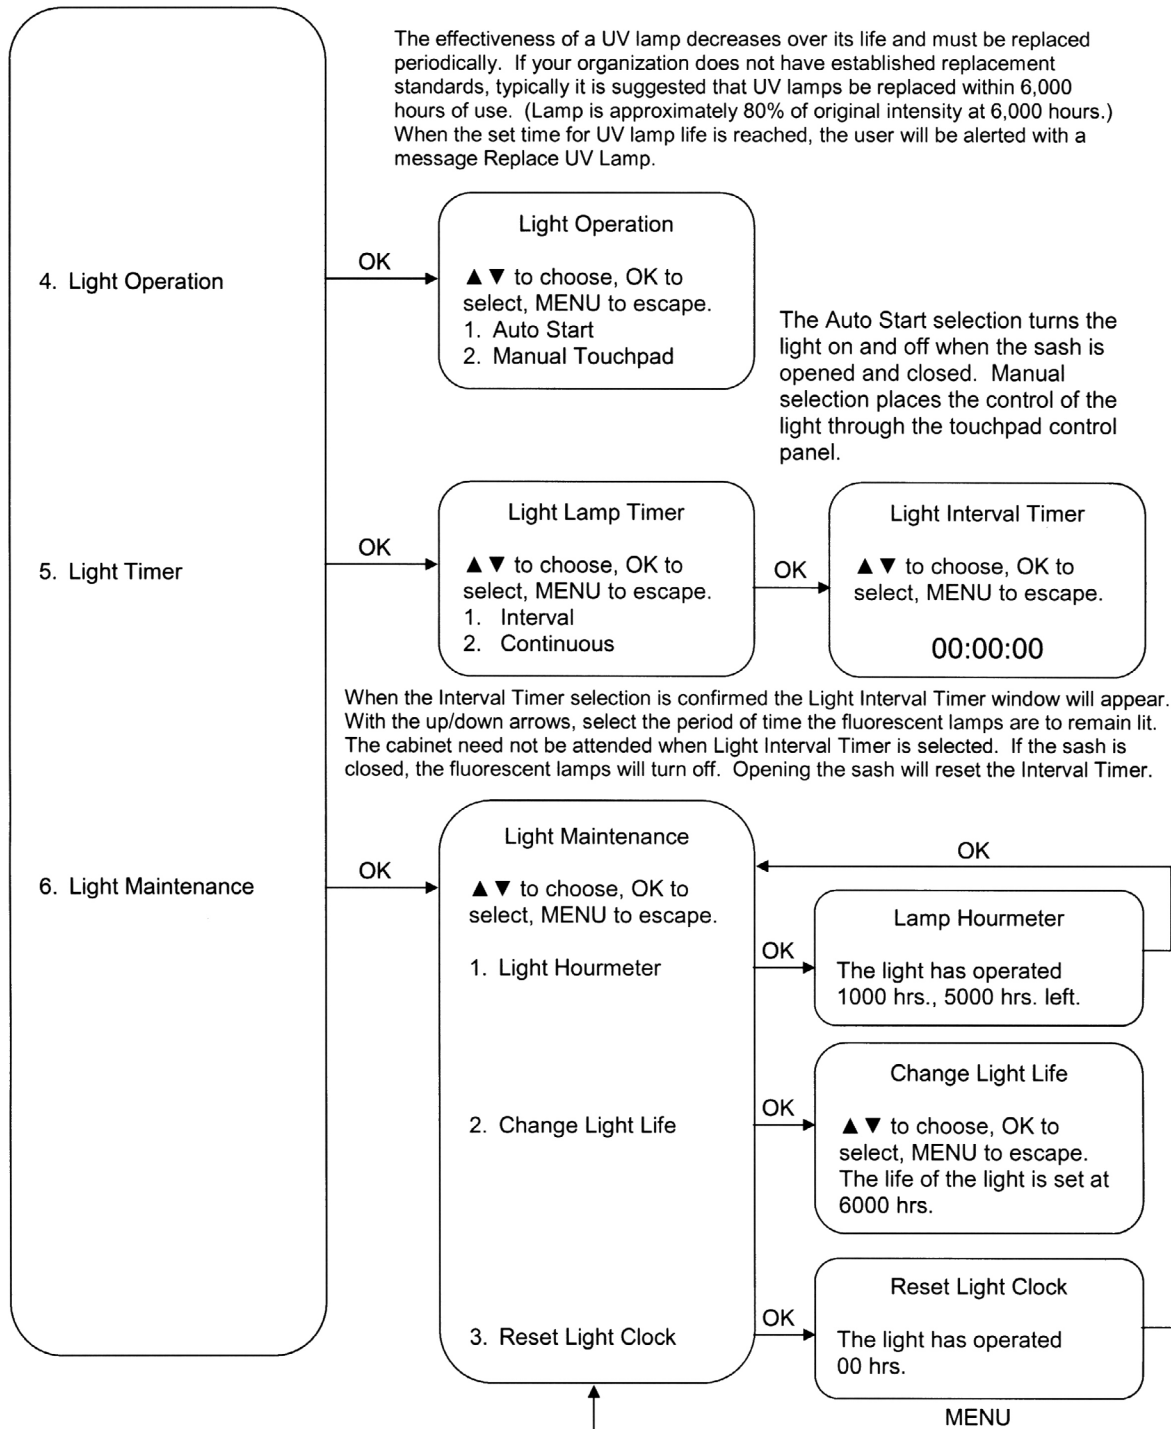 The effectiveness of a UV lamp decreases over its life and must be replaced
periodically.  If your organization does not have established replacement
standards, typically it is suggested that UV lamps be replaced within 6,000
hours of use.  (Lamp is approximately 80% of original intensity at 6,000 hours.)
When the set time for UV lamp life is reached, the user will be alerted with a
message Replace UV Lamp.
4.  Light Operation
OK
Light Operation
▲▼ to choose, OK to
select, MENU to escape.
1.  Auto Start
2.  Manual Touchpad
The Auto Start selection turns the
light on and off when the sash is
opened and closed.  Manual
selection places the control of the
light through the touchpad control
panel.
5.  Light Timer
OK
Light Lamp Timer
▲▼ to choose, OK to
select, MENU to escape.
1.  Interval
2.  Continuous
OK
Light Interval Timer
▲▼ to choose, OK to
select, MENU to escape.
00:00:00
When the Interval Timer selection is confirmed the Light Interval Timer window will appear.
With the up/down arrows, select the period of time the fluorescent lamps are to remain lit.
The cabinet need not be attended when Light Interval Timer is selected.  If the sash is
closed, the fluorescent lamps will turn off.  Opening the sash will reset the Interval Timer.
6.  Light Maintenance
OK
Light Maintenance
▲▼ to choose, OK to
select, MENU to escape.
1.  Light Hourmeter
OK
OK
Lamp Hourmeter
The light has operated
1000 hrs., 5000 hrs. left.
2.  Change Light Life
OK
Change Light Life
▲▼ to choose, OK to
select, MENU to escape.
The life of the light is set at
6000 hrs.
3.  Reset Light Clock
OK
Reset Light Clock
The light has operated
00 hrs.
MENU